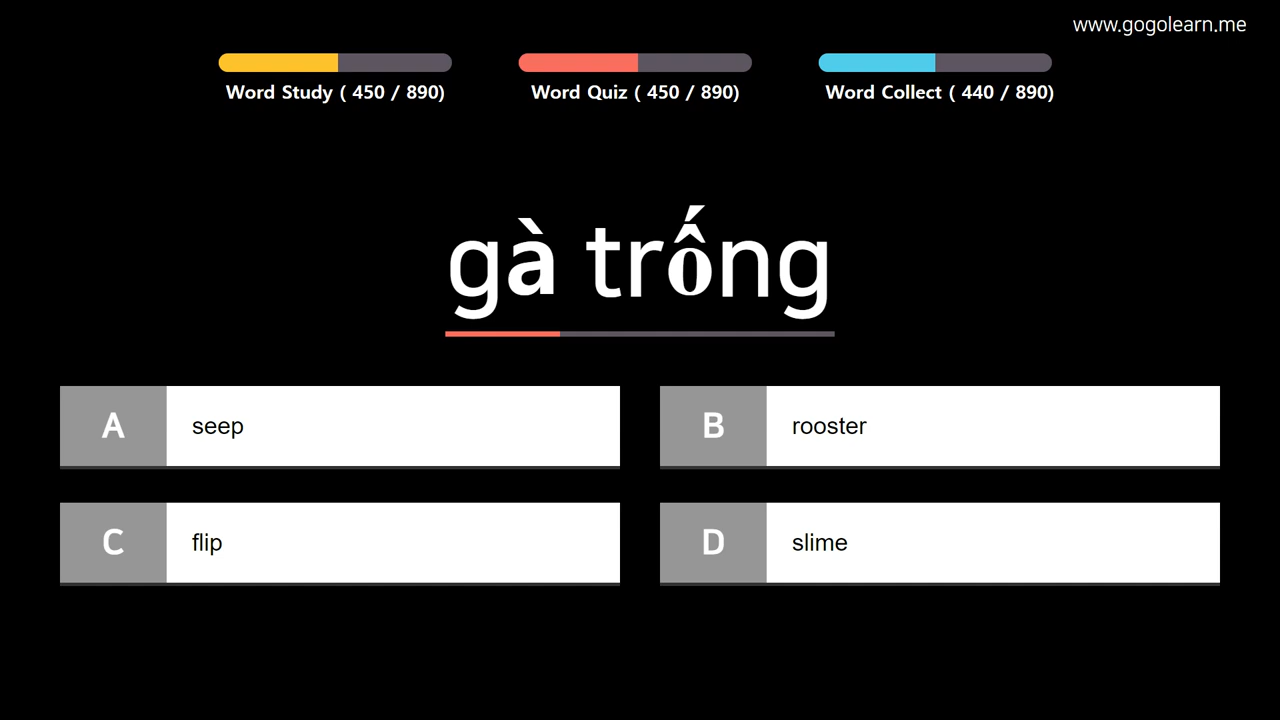 www.gogolearn.me
Word Study ( 450 / 890)
Word Quiz ( 450 / 890)
Word Collect ( 440 / 890)
gà trống
A seep
B rooster
C flip
D slime